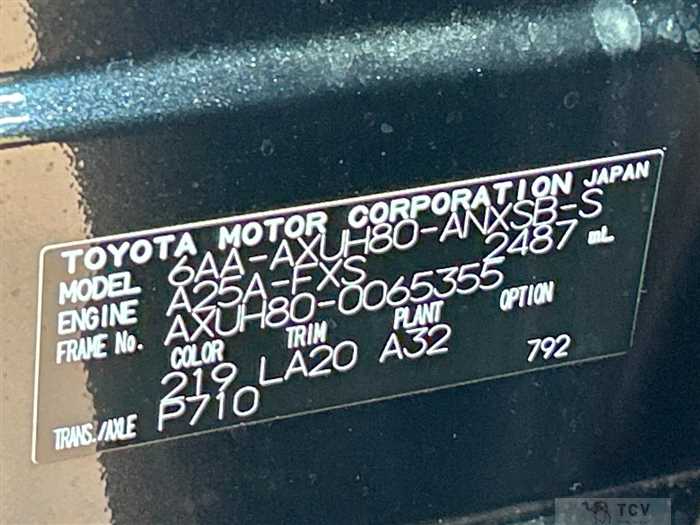 TOYOTA MOTOR CORPORATION JAPAN
MODEL 6AA-AXUH80-ANXSB-S
ENGINE A25A-FXS 2487 mL
FRAME No. AXUH80-0065355
COLOR TRIM PLANT OPTION
219 LA20 A32 792
TRANS./AXLE P710
TCV